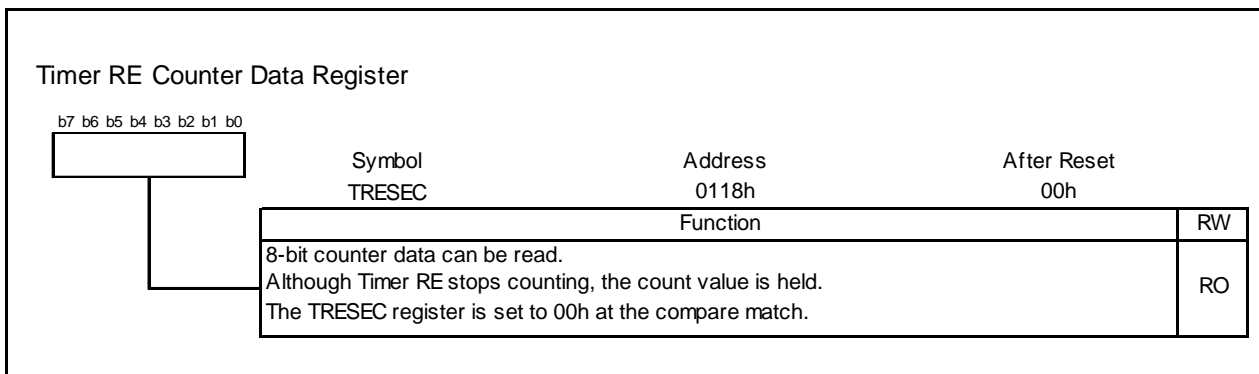 Timer RE Counter Data Register
b7 b6 b5 b4 b3 b2 b1 b0
Symbol Address After Reset
TRESEC 0118h 00h
Function RW
8-bit counter data can be read.
Although Timer RE stops counting, the count value is held.
The TRESEC register is set to 00h at the compare match.
RO